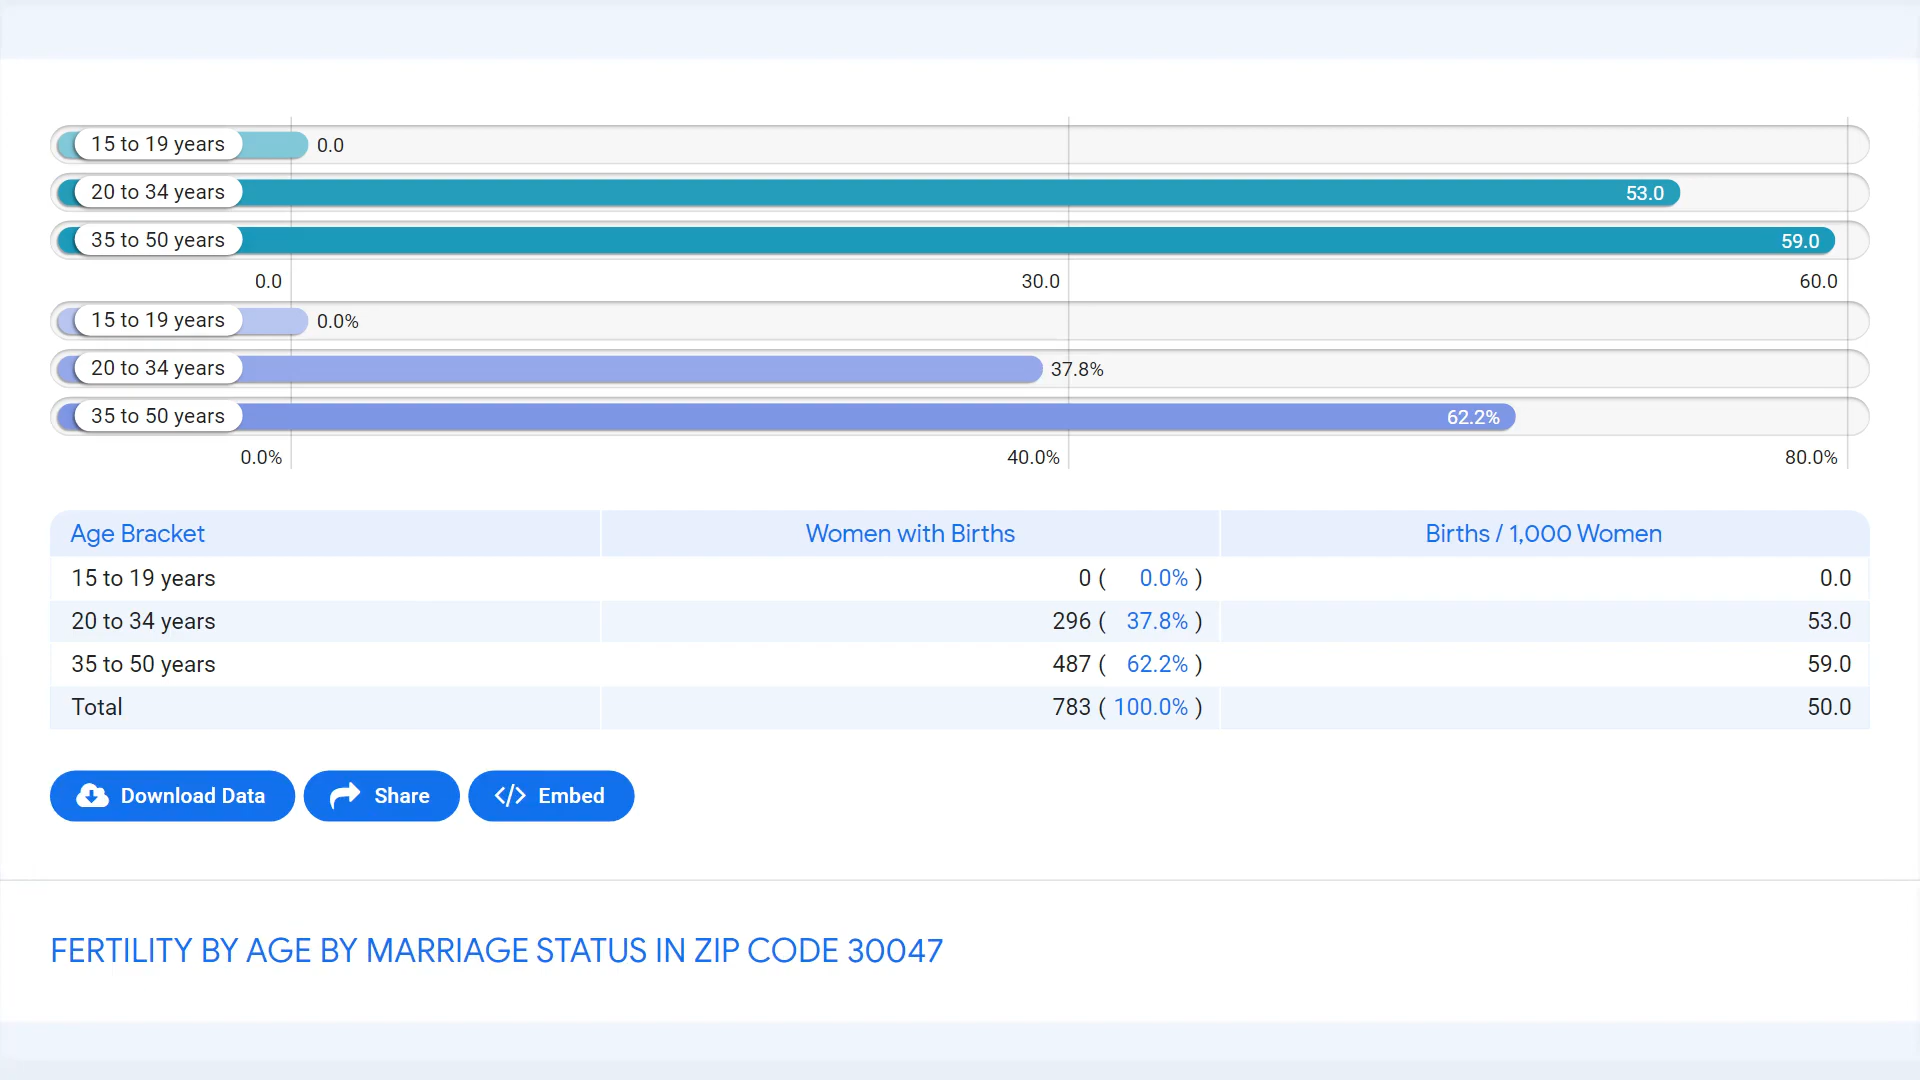 15 to 19 years 0.0
20 to 34 years 53.0
35 to 50 years 59.0
0.0 30.0 60.0
15 to 19 years 0.0%
20 to 34 years 37.8%
35 to 50 years 62.2%
0.0% 40.0% 80.0%
Age Bracket Women with Births Births / 1,000 Women
15 to 19 years 0 ( 0.0% ) 0.0
20 to 34 years 296 ( 37.8% ) 53.0
35 to 50 years 487 ( 62.2% ) 59.0
Total 783 ( 100.0% ) 50.0
Download Data Share </> Embed
FERTILITY BY AGE BY MARRIAGE STATUS IN ZIP CODE 30047